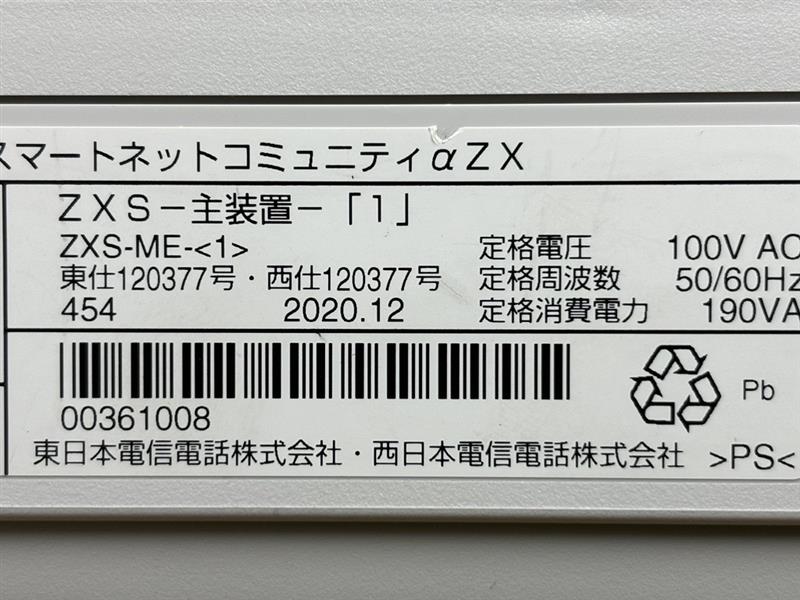 スマートネットコミュニティαZX
ZXS－主装置－「1」
ZXS-ME-<1>
東仕120377号・西仕120377号
454 2020.12
定格電圧 100V AC
定格周波数 50/60Hz
定格消費電力 190VA
00361008
Pb
東日本電信電話株式会社・西日本電信電話株式会社 >PS<